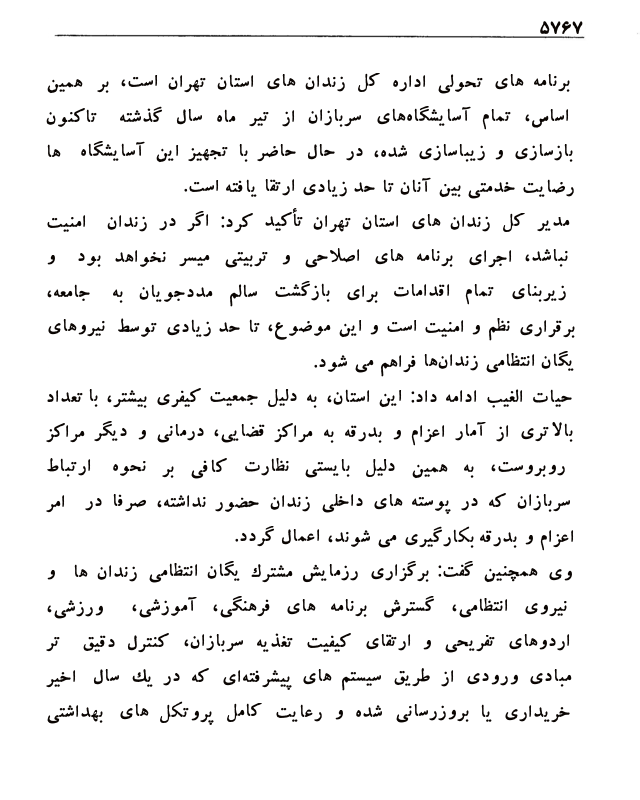 ۵۷۶۷
برنامه های تحولی اداره کل زندان های استان تهران است، بر همین
اساس، تمام آسایشگاه‌های سربازان از تیر ماه سال گذشته تاکنون
بازسازی و زیباسازی شده، در حال حاضر با تجهیز این آسایشگاه ها
رضایت خدمتی بین آنان تا حد زیادی ارتقا یافته است.
مدیر کل زندان های استان تهران تأکید کرد: اگر در زندان امنیت
نباشد، اجرای برنامه های اصلاحی و تربیتی میسر نخواهد بود و
زیربنای تمام اقدامات برای بازگشت سالم مددجویان به جامعه،
برقراری نظم و امنیت است و این موضوع، تا حد زیادی توسط نیروهای
یگان انتظامی زندان‌ها فراهم می شود.
حیات الغیب ادامه داد: این استان، به دلیل جمعیت کیفری بیشتر، با تعداد
بالاتری از آمار اعزام و بدرقه به مراکز قضایی، درمانی و دیگر مراکز
روبروست، به همین دلیل بایستی نظارت کافی بر نحوه ارتباط
سربازان که در پوسته های داخلی زندان حضور نداشته، صرفا در امر
اعزام و بدرقه بکارگیری می شوند، اعمال گردد.
وی همچنین گفت: برگزاری رزمایش مشترك یگان انتظامی زندان ها و
نیروی انتظامی، گسترش برنامه های فرهنگی، آموزشی، ورزشی،
اردوهای تفریحی و ارتقای کیفیت تغذیه سربازان، کنترل دقیق تر
مبادی ورودی از طریق سیستم های پیشرفته‌ای که در یك سال اخیر
خریداری یا بروزرسانی شده و رعایت کامل پروتکل های بهداشتی